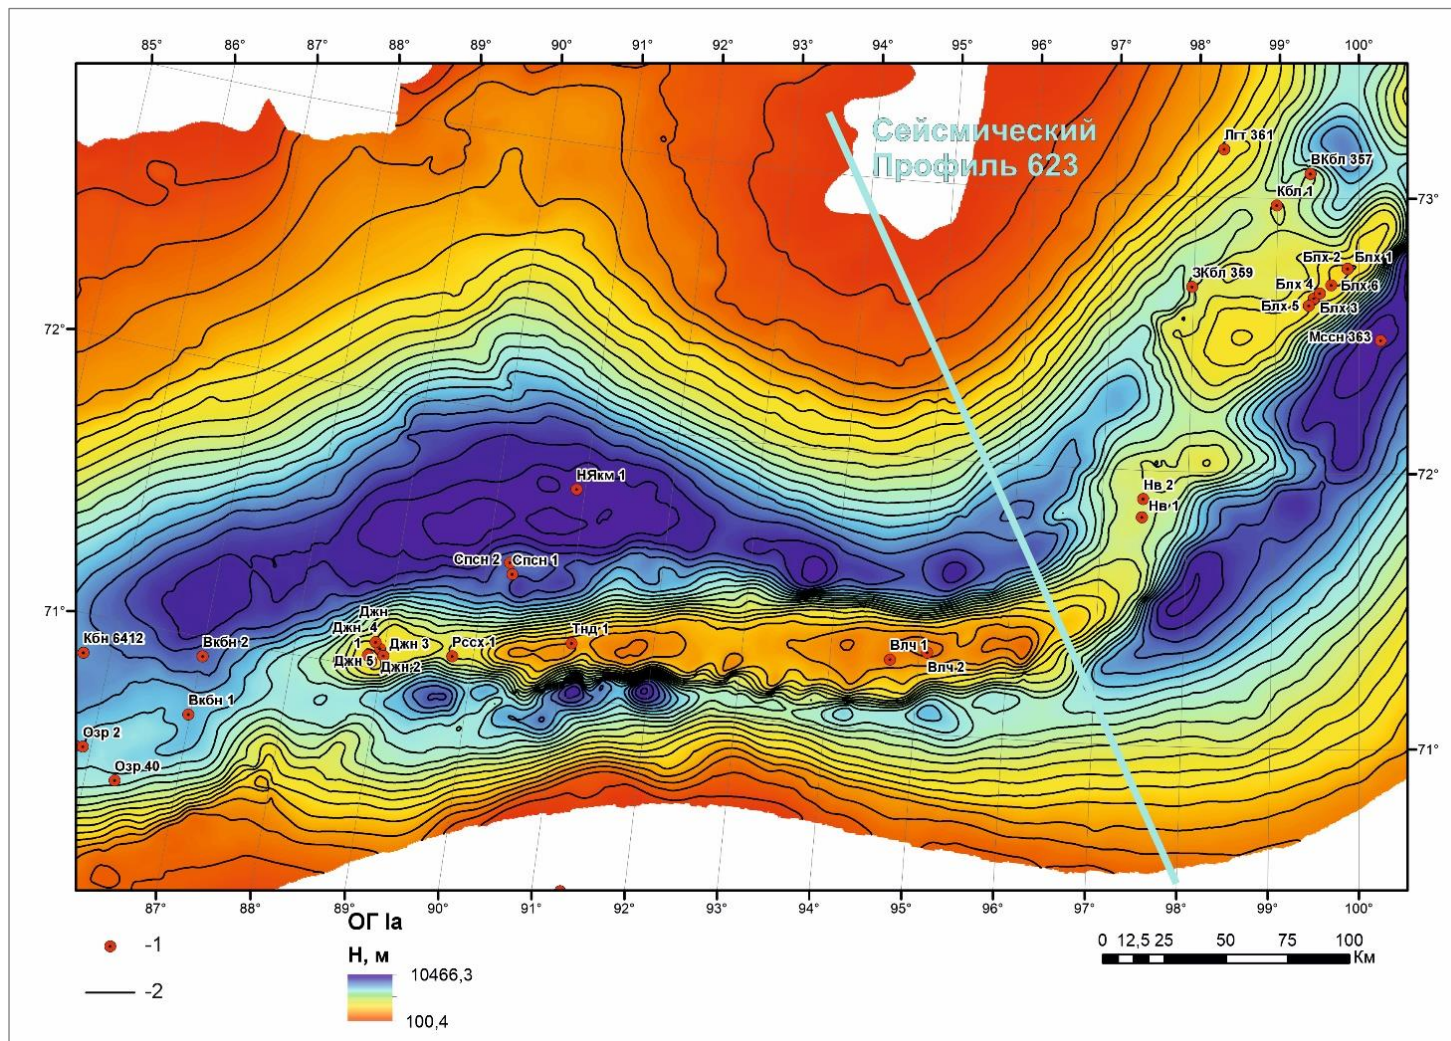 85° 86° 87° 88° 89° 90° 91° 92° 93° 94° 95° 96° 97° 98° 99° 100°
Сейсмический
Профиль 623
Лгт 361
ВКбл 357
Кбл 1
73°
Блх 2 Блх 1
ЗКбл 359
Блх 4 Блх 6
Блх 5 Блх 3
72°
Мссн 363
НЯкм 1
72°
Нв 2
Нв 1
Спсн 2 Спсн 1
71°
Джн
Джн 4
Тнд 1
Кбн 6412
Вкбн 2
1
Джн 3
Рссх 1
Влч 1
Джн 5
Джн 2
Влч 2
Вкбн 1
Озр 2
71°
Озр 40
87° 88° 89° 90° 91° 92° 93° 94° 95° 96° 97° 98° 99° 100°
ОГ Iа
-1
Н, м
0 12,5 25 50 75 100
Км
10466,3
-2
100,4